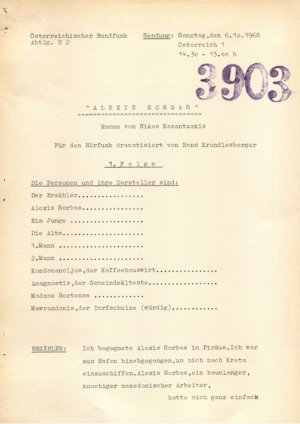 Österreichischer Rundfunk
Abtlg. H 2
Sendung: Sonntag,den 6.10.1968
Österreich 1
14.30 - 15.00 h
3903
"ALEXIS SORBAS"
Roman von Nikos Kasantzakis
Für den Hörfunk dramatisiert von Hans Krendlesberger
1. Folge
Die Personen und ihre Darsteller sind:
Der Erzähler................
Alexis Sorbas................
Ein Junge ................
Die Alte................
1.Mann ................
2.Mann ................
Kondomanoljos,der Kaffeehauswirt................
Anagnostis,der Gemeindeälteste................
Madame Hortense ................
Mawrandonis,der Dorfschulze (würdig)................
ERZÄHLER: Ich begegnete Alexis Sorbas in Piräus.Ich war
zum Hafen hinabgegangen,um mich nach Kreta
einzuschiffen.Alexis Sorbas,ein baumlanger,
knochiger mazedonischer Arbeiter,
hatte sich ganz einfach